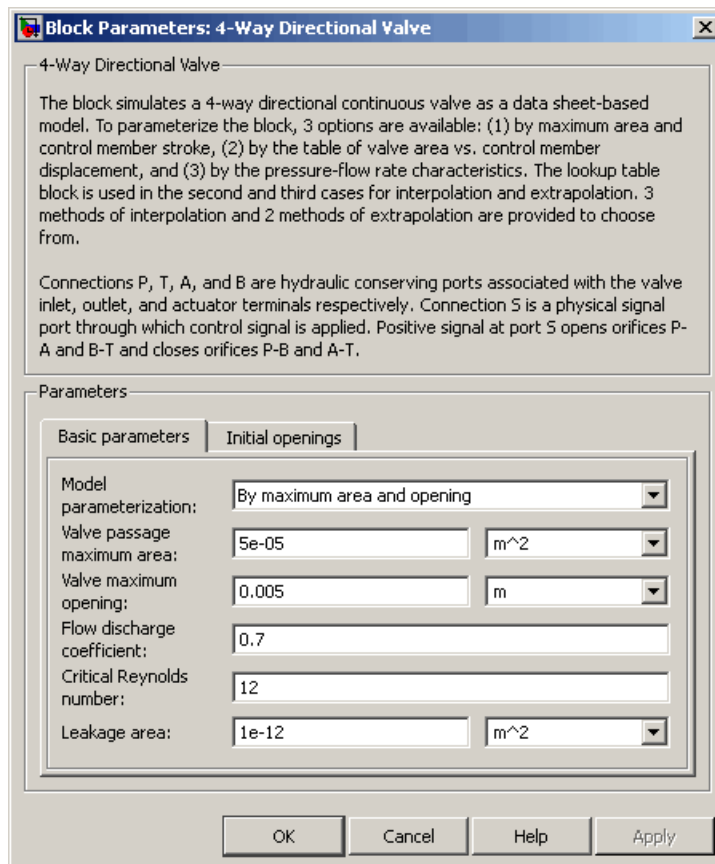 Block Parameters: 4-Way Directional Valve
4-Way Directional Valve
The block simulates a 4-way directional continuous valve as a data sheet-based
model. To parameterize the block, 3 options are available: (1) by maximum area and
control member stroke, (2) by the table of valve area vs. control member
displacement, and (3) by the pressure-flow rate characteristics. The lookup table
block is used in the second and third cases for interpolation and extrapolation. 3
methods of interpolation and 2 methods of extrapolation are provided to choose
from.
Connections P, T, A, and B are hydraulic conserving ports associated with the valve
inlet, outlet, and actuator terminals respectively. Connection S is a physical signal
port through which control signal is applied. Positive signal at port S opens orifices P-
A and B-T and closes orifices P-B and A-T.
Parameters
Basic parameters Initial openings
Model
parameterization: By maximum area and opening
Valve passage
maximum area: 5e-05 m^2
Valve maximum
opening: 0.005 m
Flow discharge
coefficient: 0.7
Critical Reynolds
number: 12
Leakage area: 1e-12 m^2
OK Cancel Help Apply